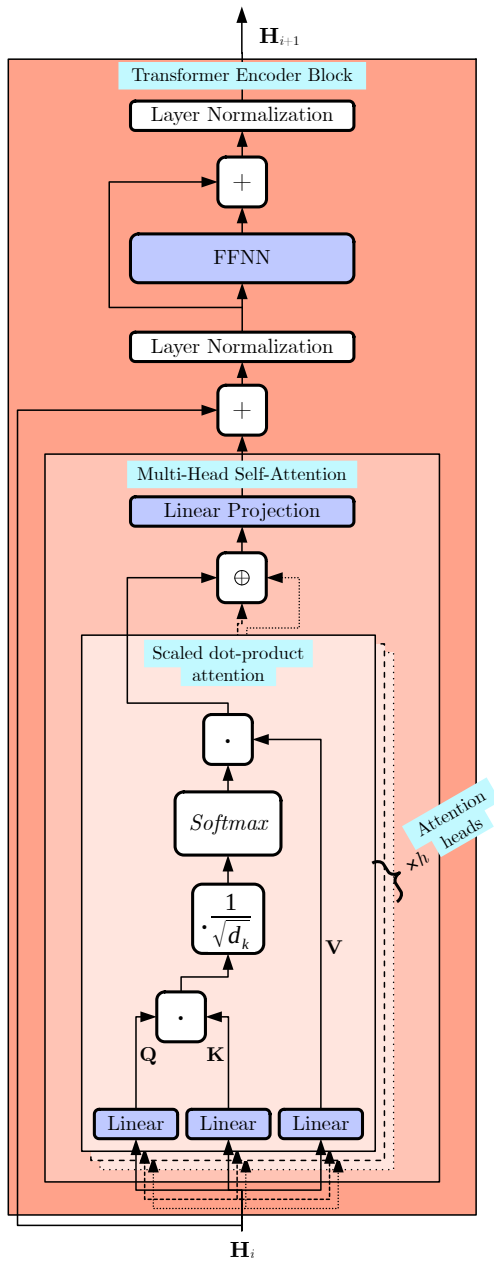 H_{i+1}
Transformer Encoder Block
Layer Normalization
+
FFNN
Layer Normalization
+
Multi-Head Self-Attention
Linear Projection
⊕
Scaled dot-product
attention
·
Softmax
Attention
heads
×h
· 1/√d_k
V
·
Q K
Linear Linear Linear
H_i